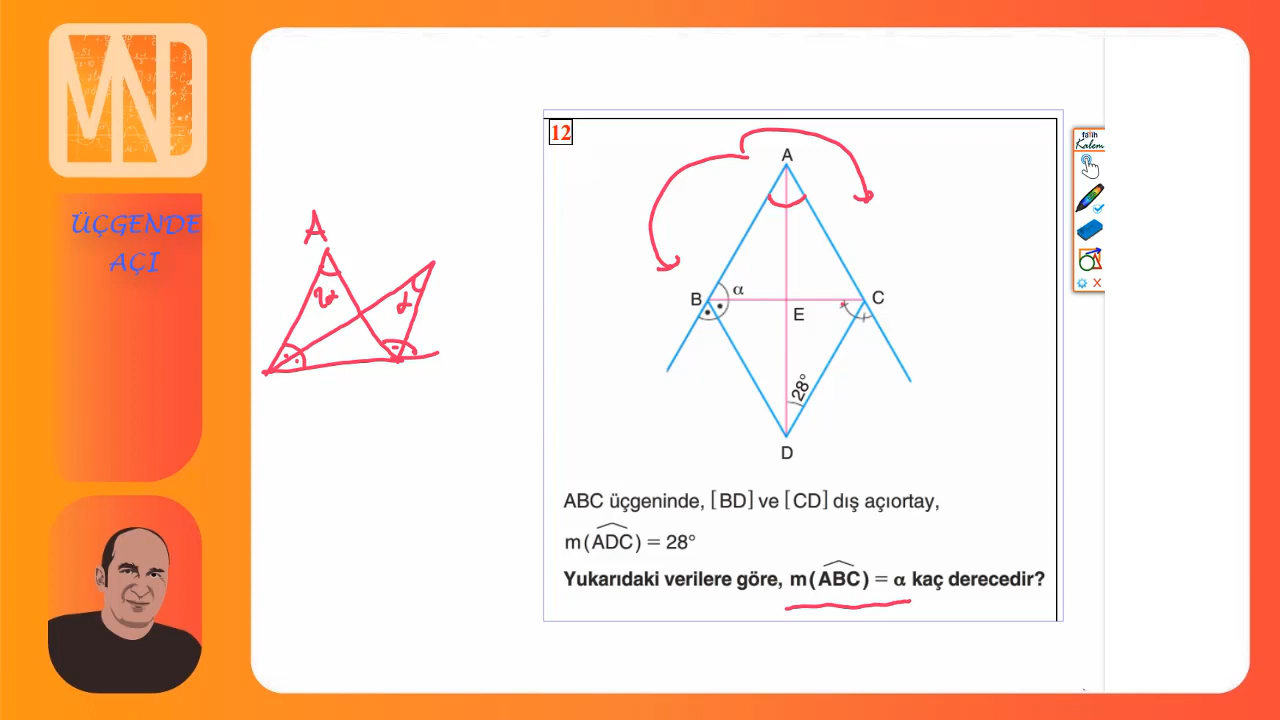 ÜÇGENDE
AÇI
A
2α
α
12
A
B
α
C
E
28°
D
ABC üçgeninde, [BD] ve [CD] dış açıortay,
m(ADC) = 28°
Yukarıdaki verilere göre, m(ABC) = α kaç derecedir?
fatih
Kalem